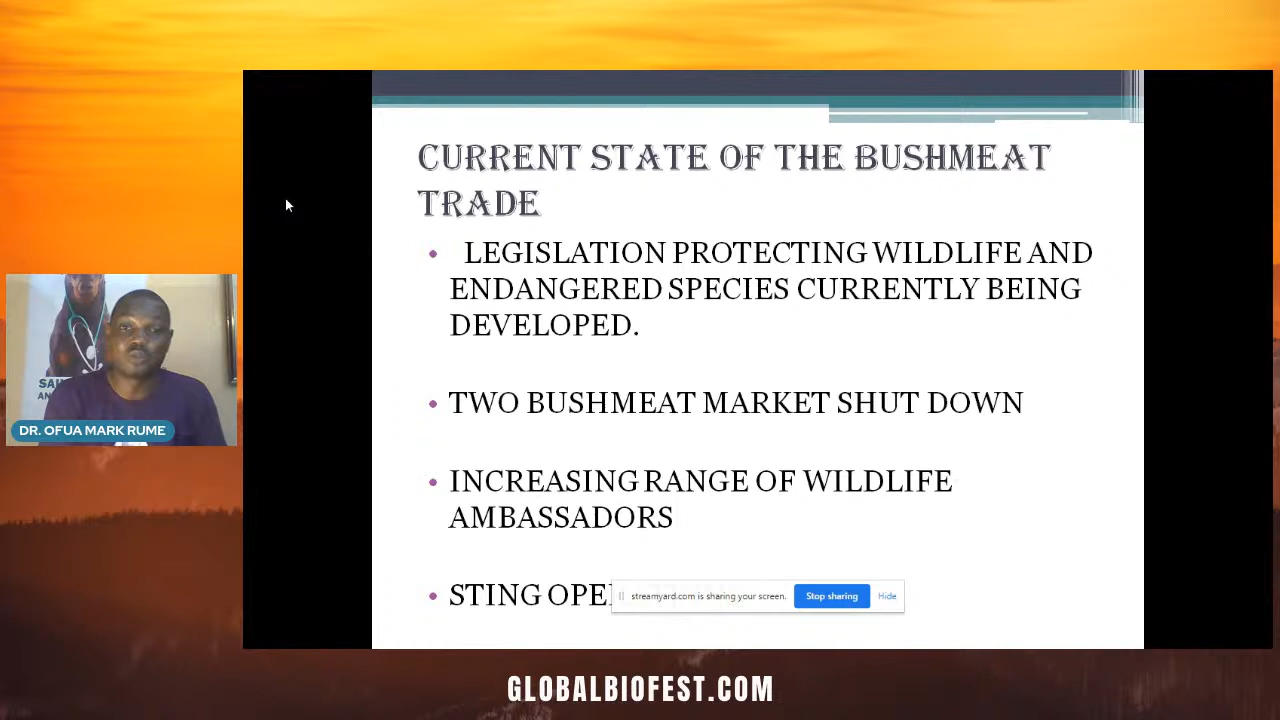 CURRENT STATE OF THE BUSHMEAT
TRADE
• LEGISLATION PROTECTING WILDLIFE AND
ENDANGERED SPECIES CURRENTLY BEING
DEVELOPED.
• TWO BUSHMEAT MARKET SHUT DOWN
• INCREASING RANGE OF WILDLIFE
AMBASSADORS
• STING
streamyard.com is sharing your screen.
Stop sharing
Hide
DR. OFUA MARK RUME
GLOBALBIOFEST.COM